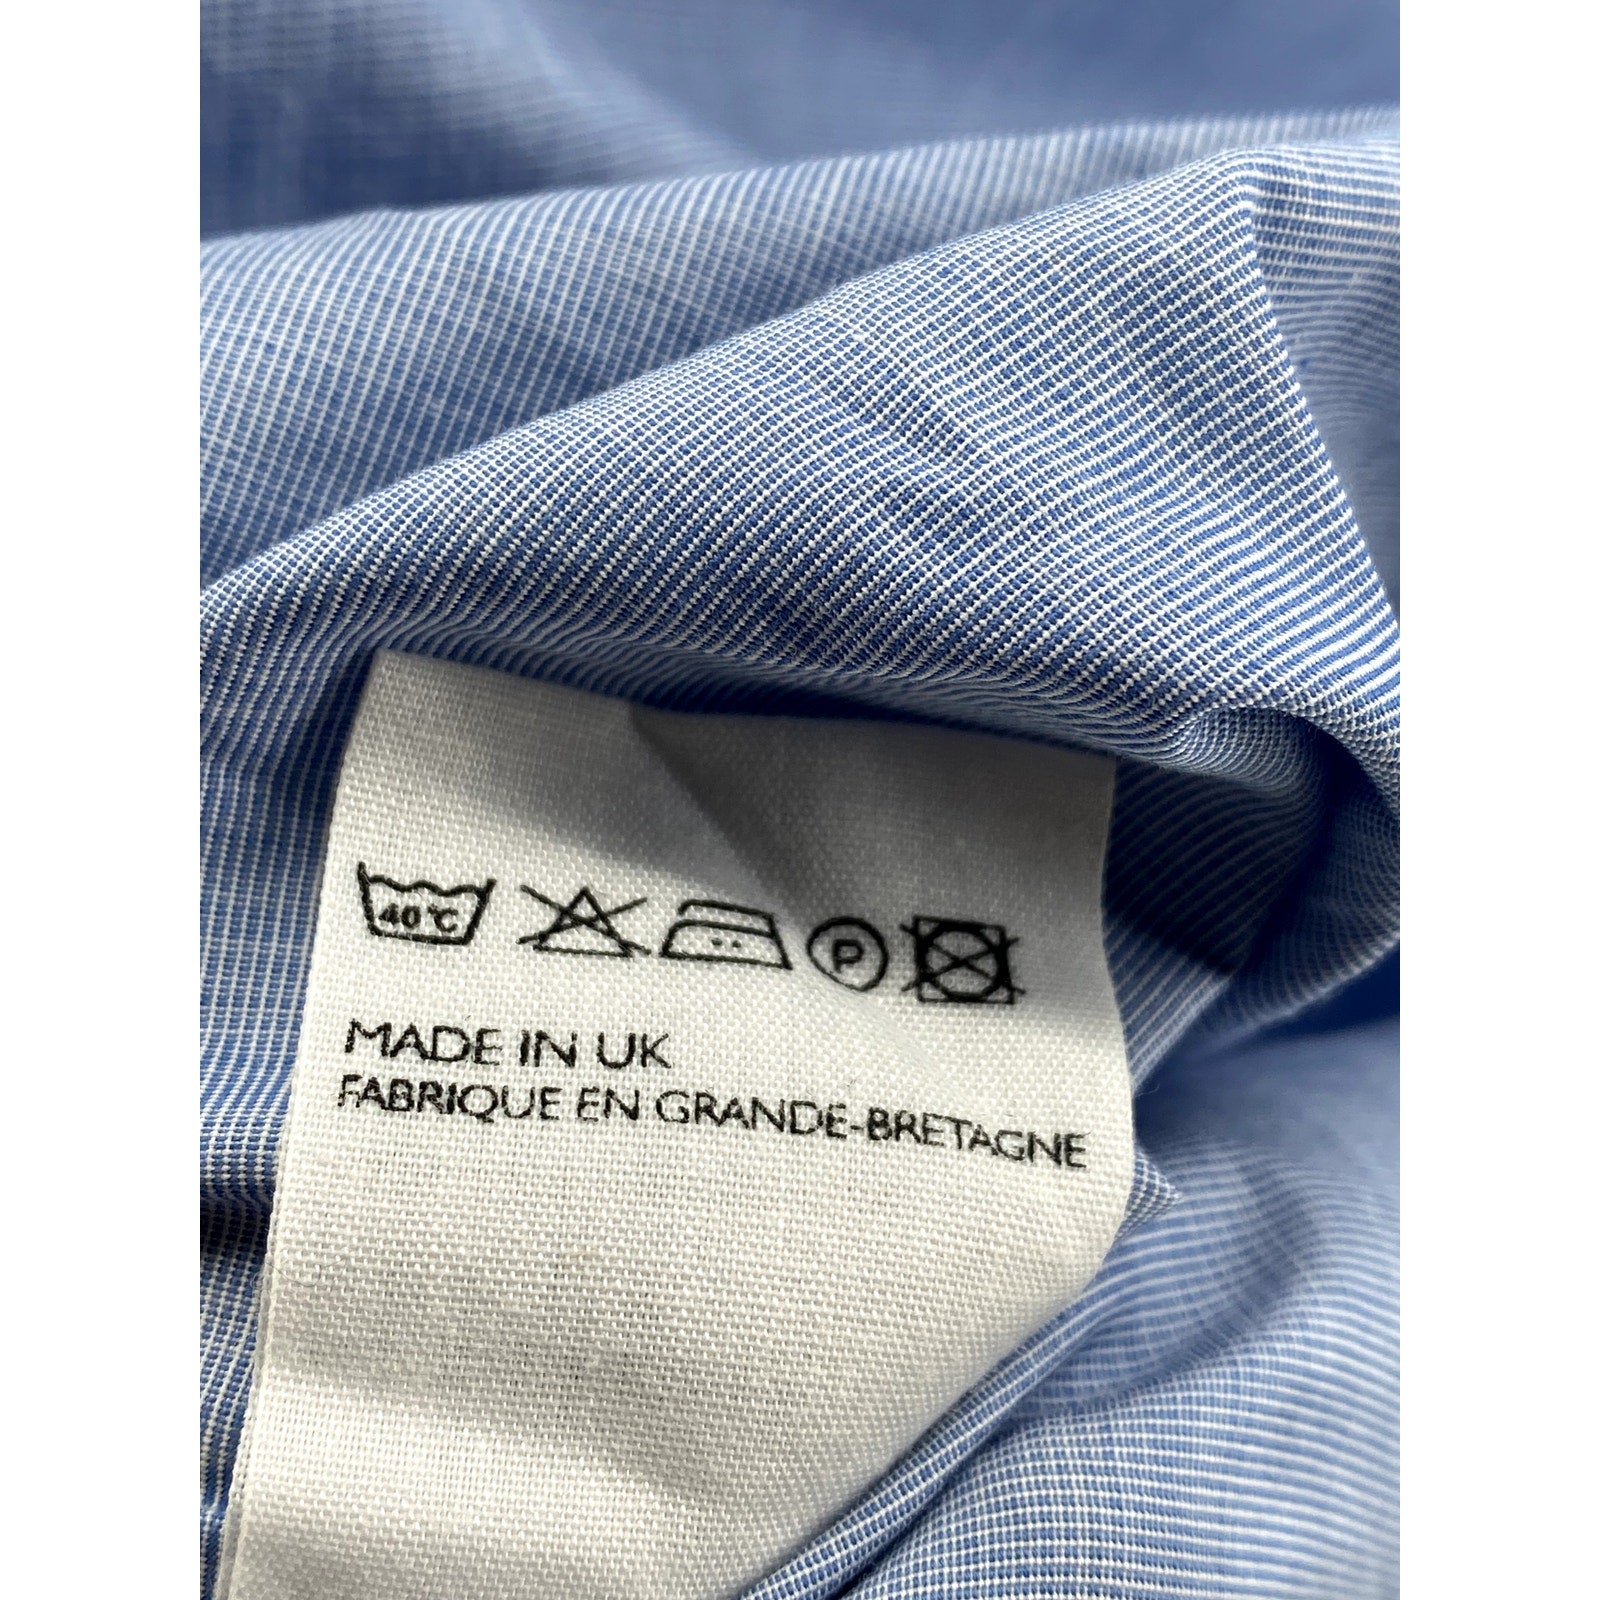 40°C P
MADE IN UK
FABRIQUE EN GRANDE-BRETAGNE